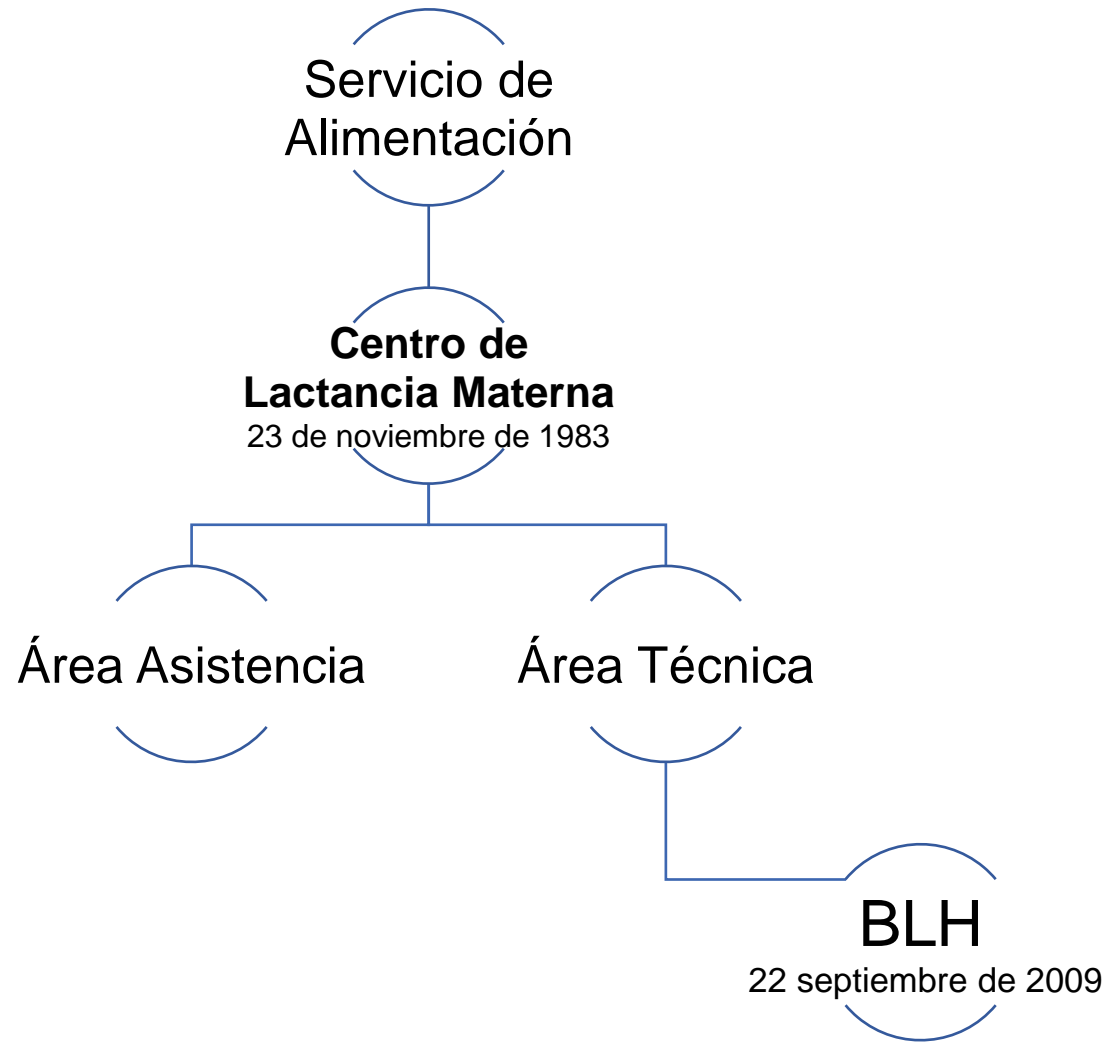 Servicio de
Alimentación
Centro de
Lactancia Materna
23 de noviembre de 1983
Área Asistencia
Área Técnica
BLH
22 septiembre de 2009